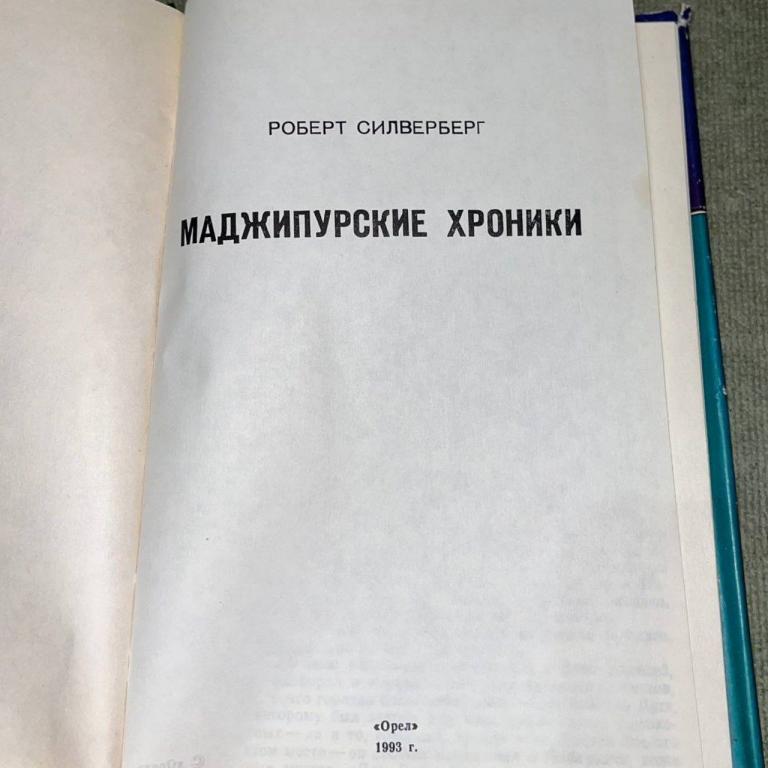 РОБЕРТ СИЛВЕРБЕРГ
МАДЖИПУРСКИЕ ХРОНИКИ
«Орел»
1993 г.